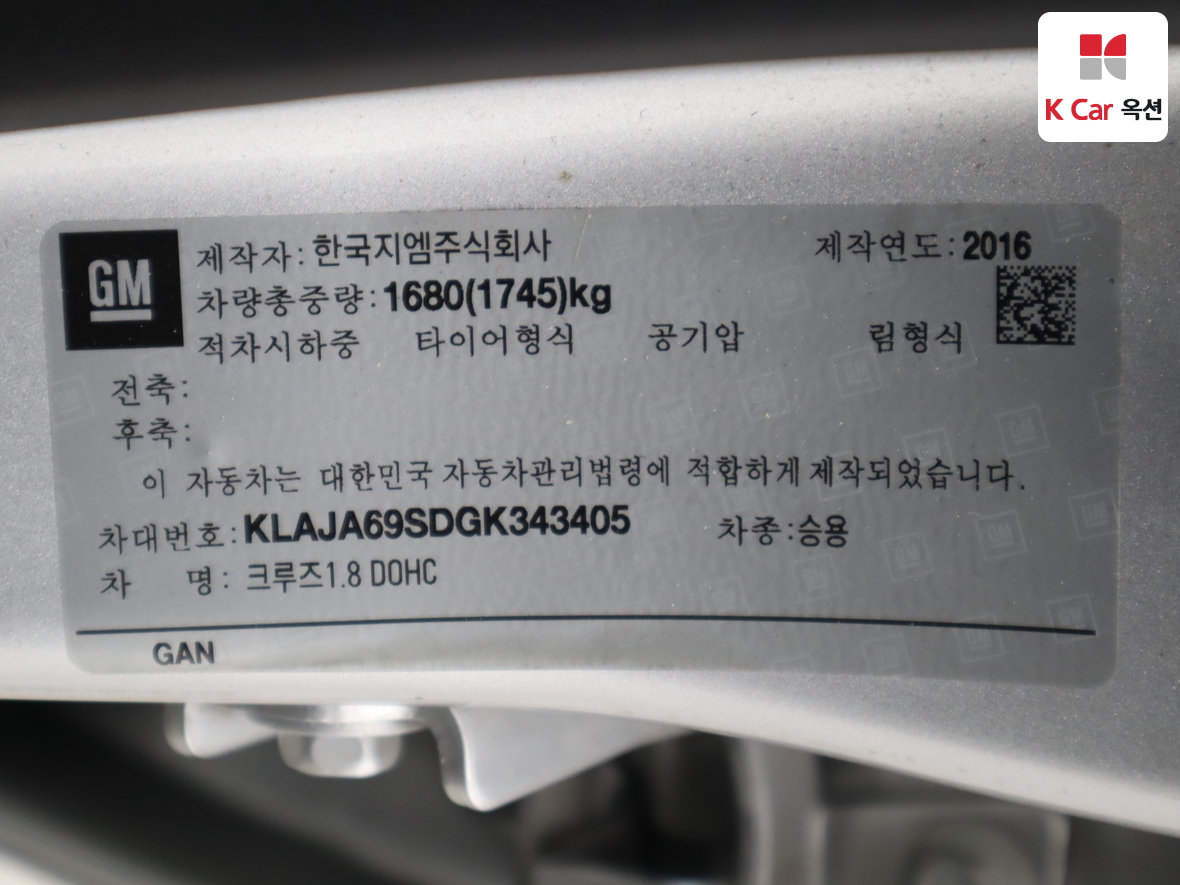 K Car 옥션
GM
제작자: 한국지엠주식회사 제작연도: 2016
차량총중량: 1680(1745)kg
적차시하중 타이어형식 공기압 림형식
전축:
후축:
이 자동차는 대한민국 자동차관리법령에 적합하게 제작되었습니다.
차대번호: KLAJA69SDGK343405 차종:승용
차 명: 크루즈1.8 DOHC
GAN